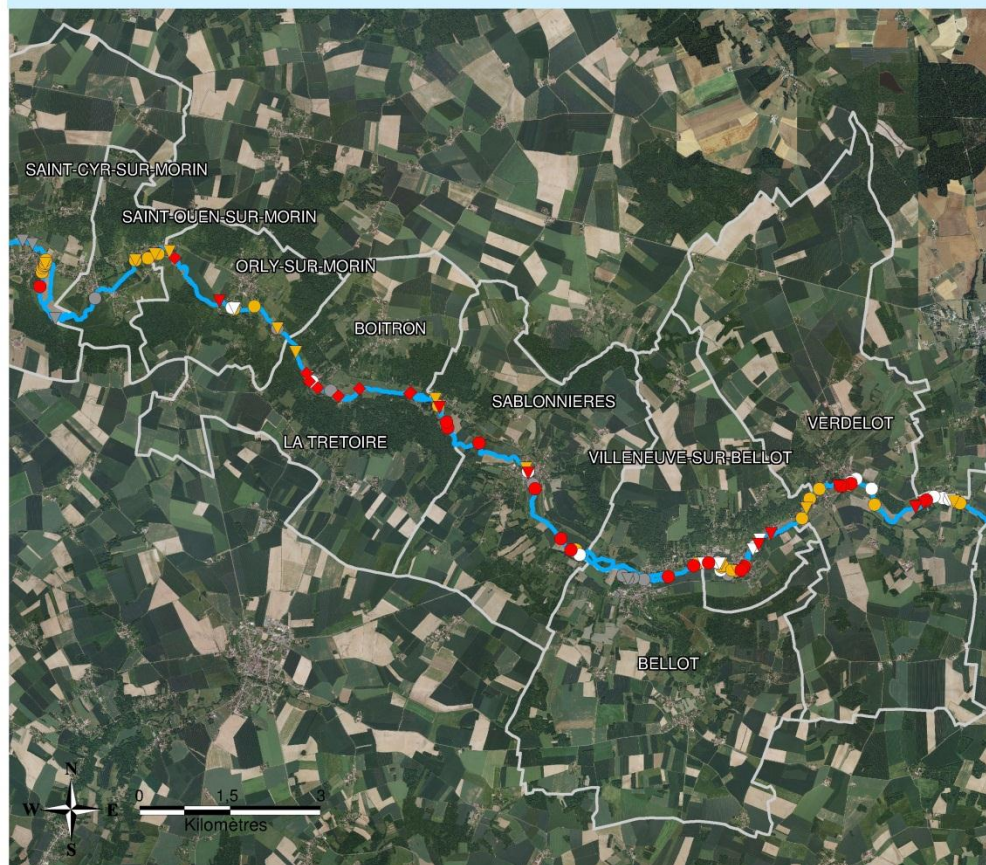 SAINT-CYR-SUR-MORIN
SAINT-OUEN-SUR-MORIN
ORLY-SUR-MORIN
BOITRON
SABLONNIERES
VERDELOT
LA TRETOIRE
VILLENEUVE-SUR-BELLOT
BELLOT
N
W E
S
0 1,5 3
Kilomètres